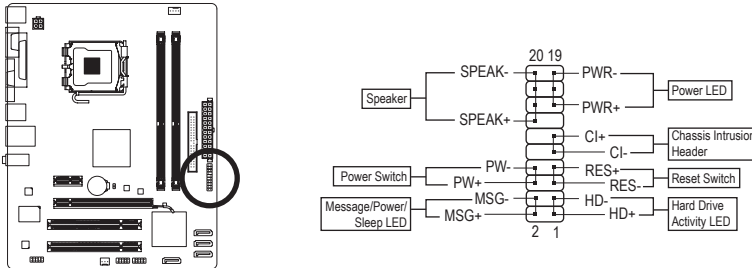 20 19
SPEAK-
PWR-
Speaker
Power LED
PWR+
SPEAK+
CI+
Chassis Intrusion
Header
CI-
PW-
RES+
Power Switch
Reset Switch
PW+
RES-
MSG-
HD-
Message/Power/
Sleep LED
Hard Drive
Activity LED
MSG+
HD+
2 1